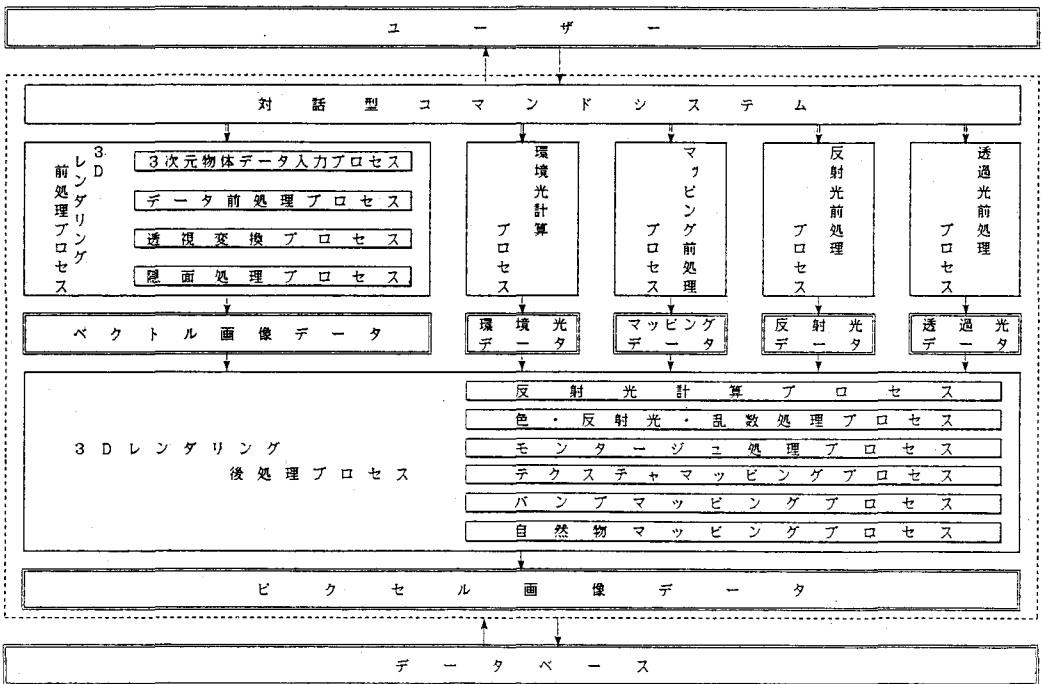 ユーザー
対話型コマンドシステム
3D
レンダリング
前処理プロセス
3次元物体データ入力プロセス
データ前処理プロセス
透視変換プロセス
隠面処理プロセス
環境光計算
プロセス
マッピング前処理
プロセス
反射光前処理
プロセス
透過光前処理
プロセス
ベクトル画像データ
環境光
データ
マッピング
データ
反射光
データ
透過光
データ
3Dレンダリング
後処理プロセス
反射光計算プロセス
色・反射光・乱数処理プロセス
モンタージュ処理プロセス
テクスチャマッピングプロセス
バンプマッピングプロセス
自然物マッピングプロセス
ピクセル画像データ
データベース